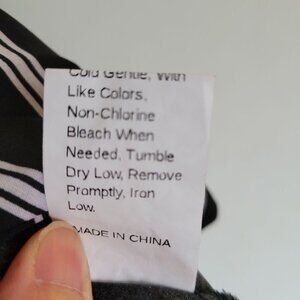 Cold Gentle, With
Like Colors,
Non-Chlorine
Bleach When
Needed, Tumble
Dry Low, Remove
Promptly, Iron
Low.
MADE IN CHINA